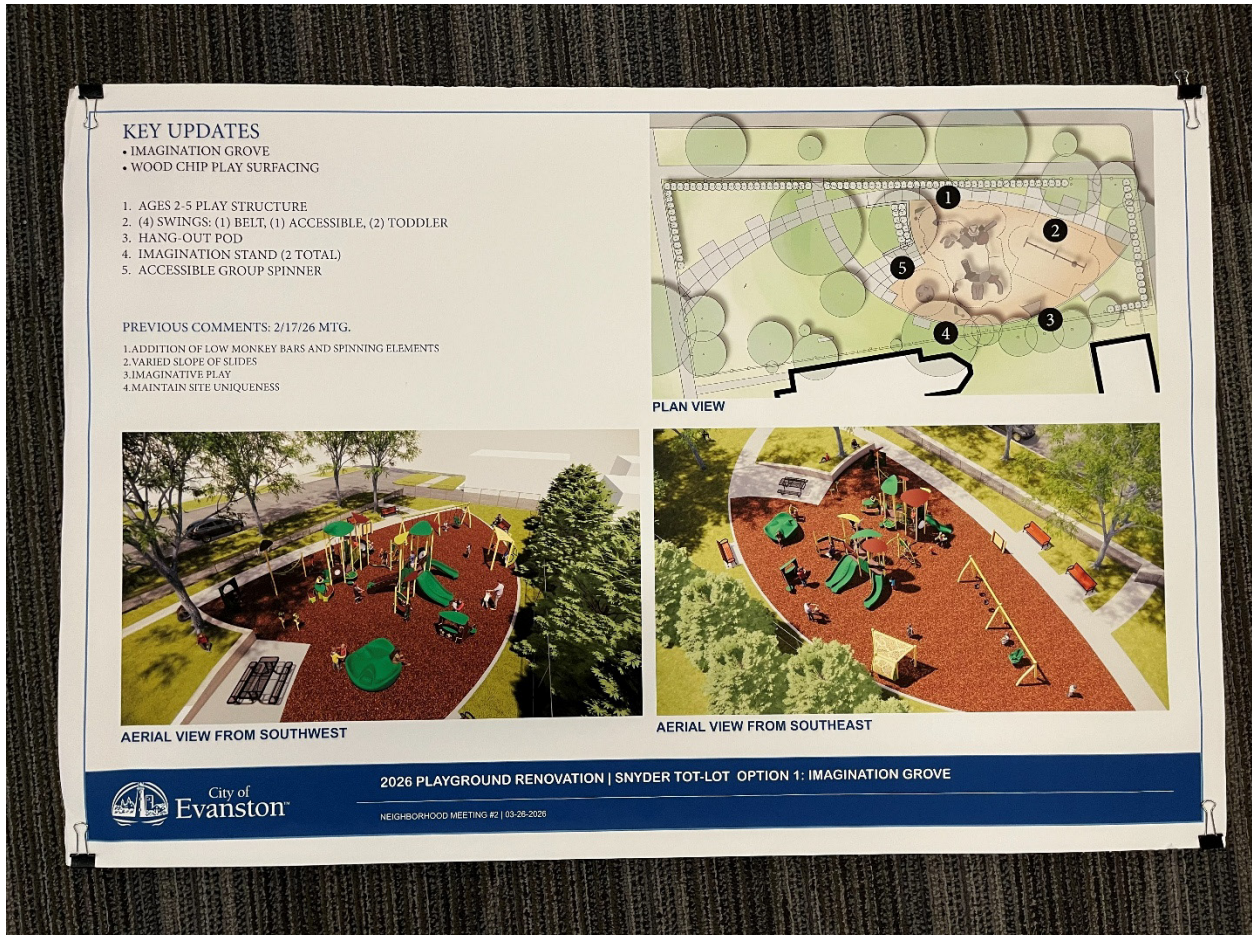 KEY UPDATES
• IMAGINATION GROVE
• WOOD CHIP PLAY SURFACING
1. AGES 2-5 PLAY STRUCTURE
2. (4) SWINGS: (1) BELT, (1) ACCESSIBLE, (2) TODDLER
3. HANG-OUT POD
4. IMAGINATION STAND (2 TOTAL)
5. ACCESSIBLE GROUP SPINNER
PREVIOUS COMMENTS: 2/17/26 MTG.
1.ADDITION OF LOW MONKEY BARS AND SPINNING ELEMENTS
2.VARIED SLOPE OF SLIDES
3.IMAGINATIVE PLAY
4.MAINTAIN SITE UNIQUENESS
1
2
5
3
4
PLAN VIEW
AERIAL VIEW FROM SOUTHWEST
AERIAL VIEW FROM SOUTHEAST
City of
Evanston™
2026 PLAYGROUND RENOVATION | SNYDER TOT-LOT OPTION 1: IMAGINATION GROVE
NEIGHBORHOOD MEETING #2 | 03-26-2026